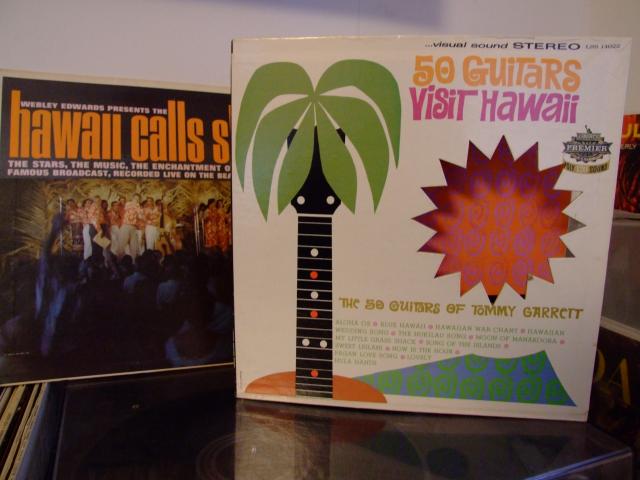 WEBLEY EDWARDS PRESENTS THE
hawaii calls s
THE STARS, THE MUSIC, THE ENCHANTMENT O
FAMOUS BROADCAST, RECORDED LIVE ON THE BEA
...visual sound STEREO
50 GUITARS
VISIT HAWAII
PREMIER
THE 50 GUITARS OF TOMMY GARRETT
ALOHA OE • BLUE HAWAII • HAWAIIAN WAR CHANT • HAWAIIAN
WEDDING SONG • THE HUKILAU SONG • MOON OF MANAKOORA •
MY LITTLE GRASS SHACK • SONG OF THE ISLANDS •
SWEET LEILANI • NOW IS THE HOUR •
PAGAN LOVE SONG • LOVELY
HULA HANDS